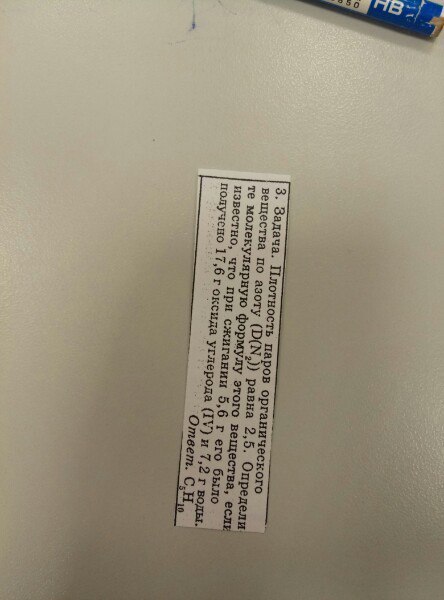 3. Задача. Плотность паров органического
вещества по азоту (D(N₂)) равна 2,5. Определи
те молекулярную формулу этого вещества, если
известно, что при сжигании 5,6 г его было
получено 17,6 г оксида углерода (IV) и 7,2 г воды.
Ответ. C₅H₁₀
HB